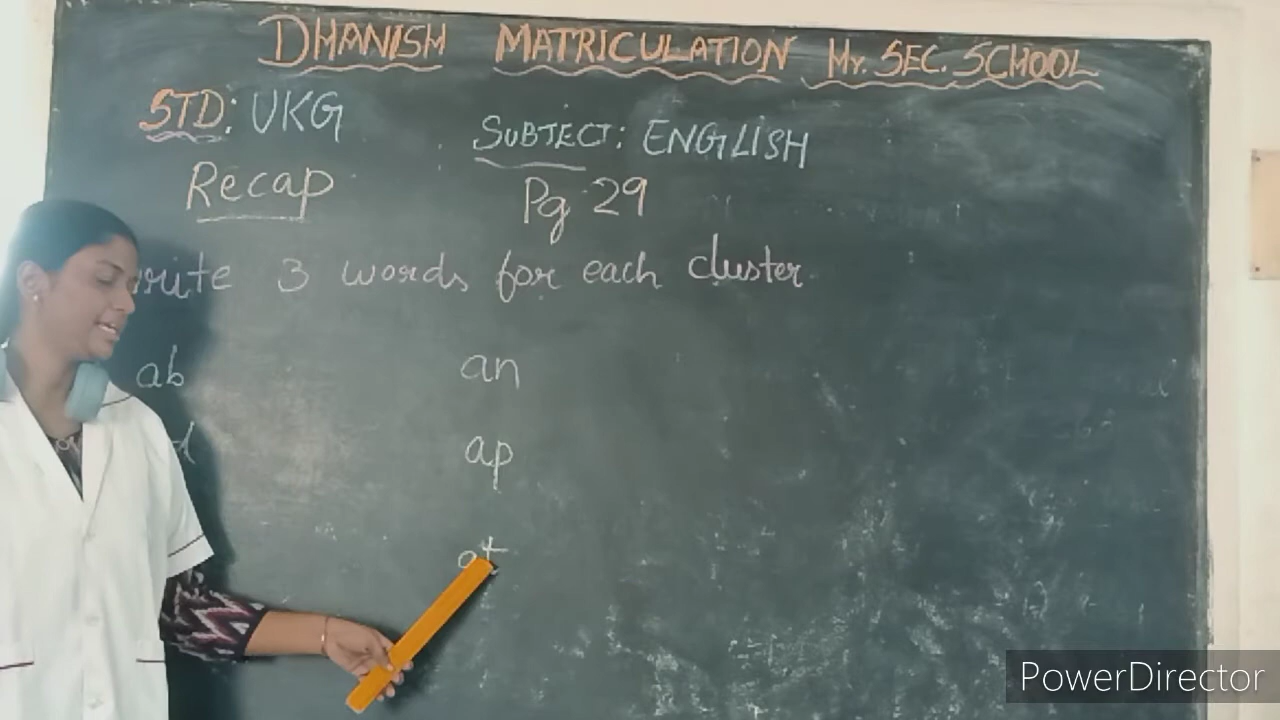 DHANISH MATRICULATION Hr. SEC. SCHOOL
STD: UKG
SUBJECT: ENGLISH
Recap
Pg 29
write 3 words for each cluster
ab an
ap
at
PowerDirector